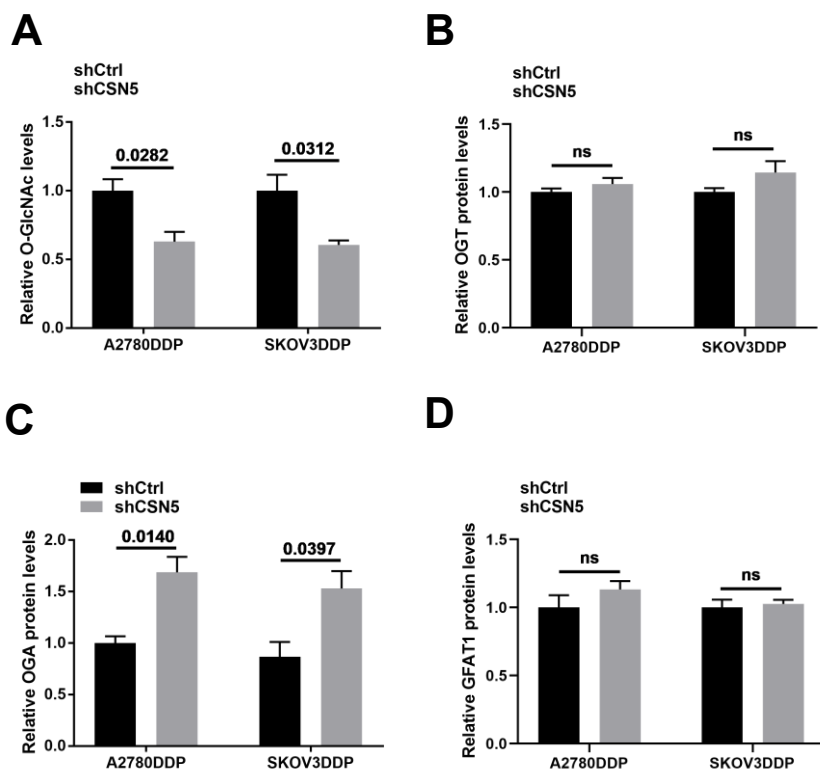 A
shCtrl
shCSN5
Relative O-GlcNAc levels
1.5
1.0
0.5
0.0
0.0282
0.0312
A2780DDP
SKOV3DDP
B
shCtrl
shCSN5
Relative OGT protein levels
1.5
1.0
0.5
0.0
ns
ns
A2780DDP
SKOV3DDP
C
shCtrl
shCSN5
Relative OGA protein levels
2.0
1.5
1.0
0.5
0.0
0.0140
0.0397
A2780DDP
SKOV3DDP
D
shCtrl
shCSN5
Relative GFAT1 protein levels
1.5
1.0
0.5
0.0
ns
ns
A2780DDP
SKOV3DDP